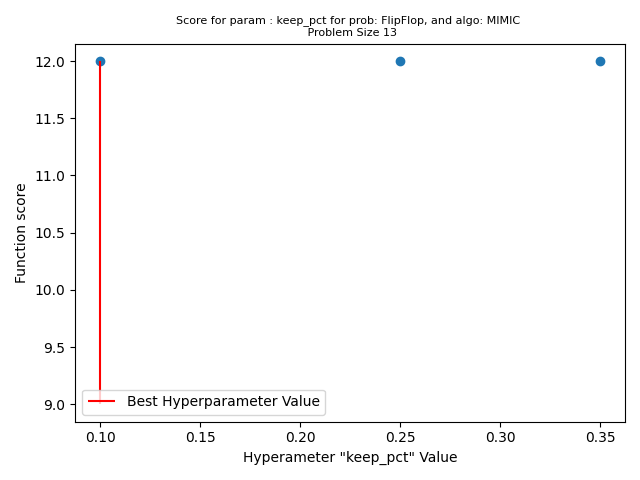 Score for param : keep_pct for prob: FlipFlop, and algo: MIMIC
Problem Size 13
12.0
11.5
11.0
10.5
10.0
9.5
9.0
Function score
Best Hyperparameter Value
0.10 0.15 0.20 0.25 0.30 0.35
Hyperameter "keep_pct" Value